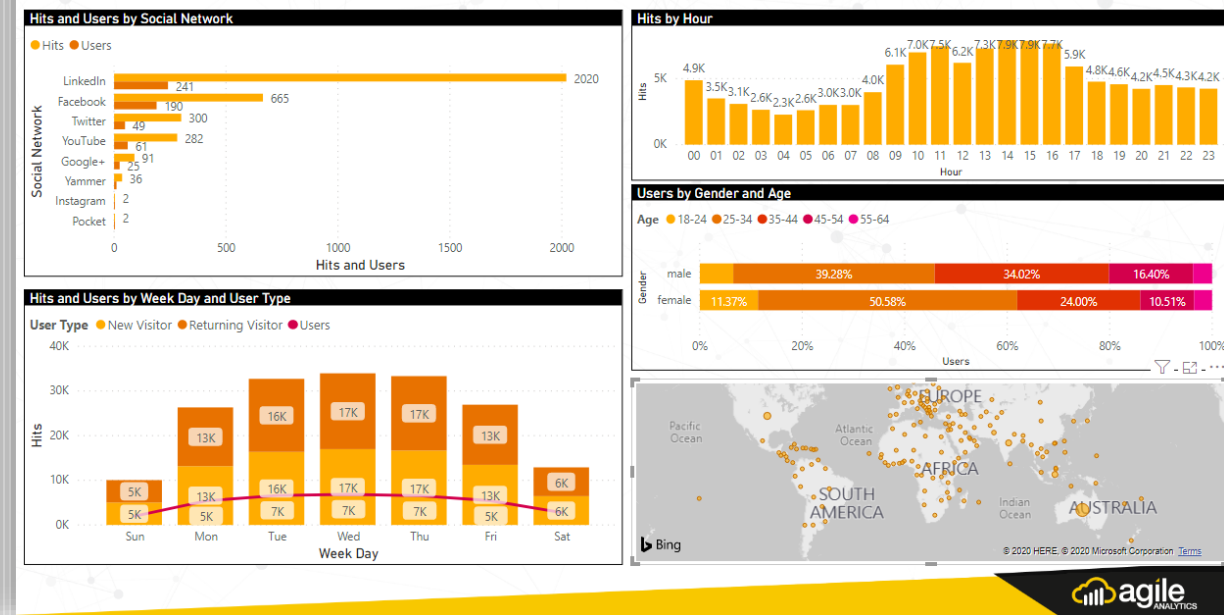 Hits and Users by Social Network
Hits Users
Social Network
LinkedIn 2020
241
Facebook 665
190
Twitter 300
49
YouTube 282
61
Google+ 91
25
Yammer 36
Instagram 2
Pocket 2
0 500 1000 1500 2000
Hits and Users
Hits by Hour
Hits
5K
0K
4.9K 3.5K 3.1K 2.6K 2.3K 2.6K 3.0K 3.0K 4.0K 6.1K 7.0K 7.5K 6.2K 7.3K 7.9K 7.9K 7.7K 5.9K 4.8K 4.6K 4.2K 4.5K 4.3K 4.2K
00 01 02 03 04 05 06 07 08 09 10 11 12 13 14 15 16 17 18 19 20 21 22 23
Hour
Users by Gender and Age
Age 18-24 25-34 35-44 45-54 55-64
Gender
male 39.28% 34.02% 16.40%
female 11.37% 50.58% 24.00% 10.51%
0% 20% 40% 60% 80% 100%
Users
Hits and Users by Week Day and User Type
User Type New Visitor Returning Visitor Users
Hits
40K
30K
20K
10K
0K
5K 13K 16K 17K 17K 13K 6K
5K 13K 16K 17K 17K 13K 6K
5K 7K 7K 7K 5K
Sun Mon Tue Wed Thu Fri Sat
Week Day
EUROPE
Pacific
Ocean
Atlantic
Ocean
AFRICA
SOUTH
AMERICA
Indian
Ocean
AUSTRALIA
Bing
© 2020 HERE, © 2020 Microsoft Corporation Terms
agile
ANALYTICS